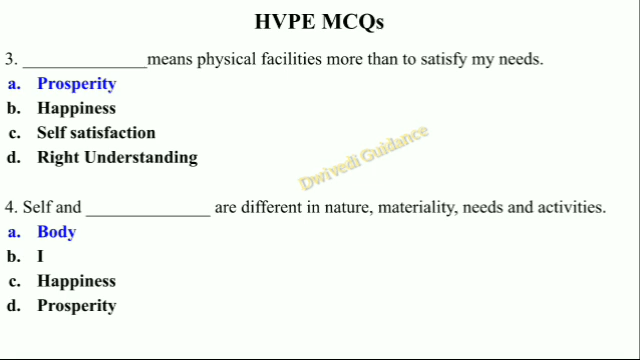 HVPE MCQs
3. ______________means physical facilities more than to satisfy my needs.
a. Prosperity
b. Happiness
c. Self satisfaction
d. Right Understanding
Dwivedi Guidance
4. Self and ______________ are different in nature, materiality, needs and activities.
a. Body
b. I
c. Happiness
d. Prosperity